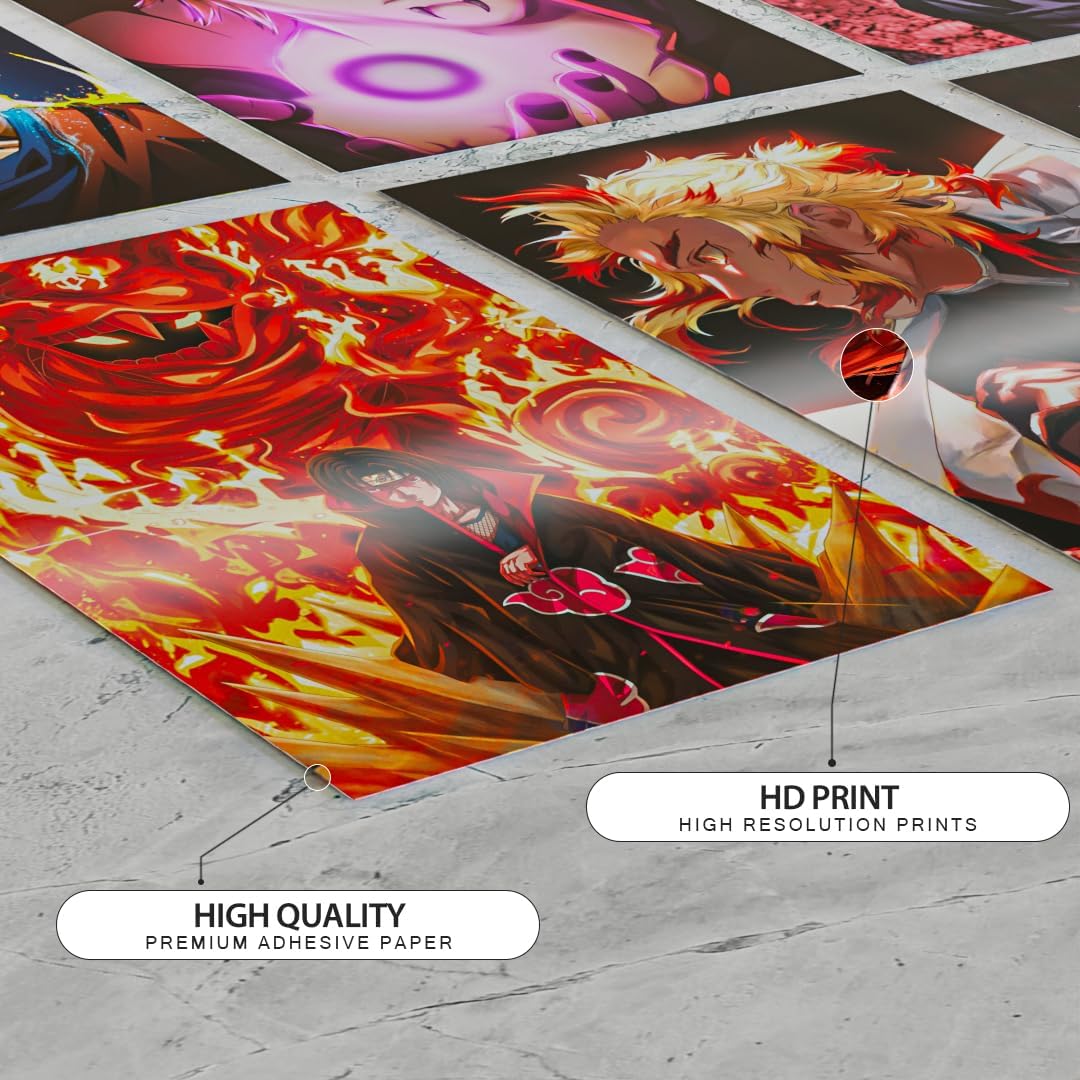 HD PRINT
HIGH RESOLUTION PRINTS
HIGH QUALITY
PREMIUM ADHESIVE PAPER